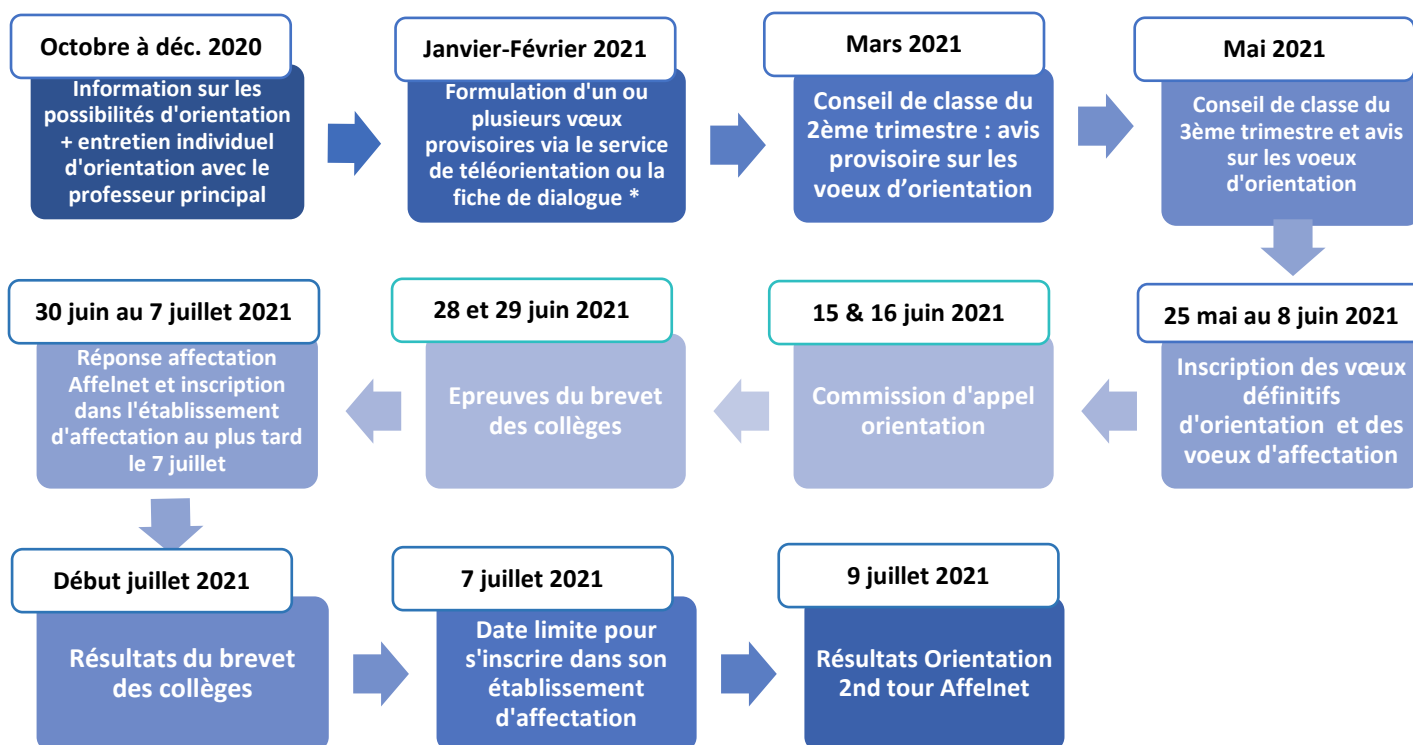 Octobre à déc. 2020
Information sur les
possibilités d'orientation
+ entretien individuel
d'orientation avec le
professeur principal
Janvier-Février 2021
Formulation d'un ou
plusieurs vœux
provisoires via le service
de téléorientation ou la
fiche de dialogue *
Mars 2021
Conseil de classe du
2ème trimestre : avis
provisoire sur les
voeux d’orientation
Mai 2021
Conseil de classe du
3ème trimestre et avis
sur les voeux
d'orientation
25 mai au 8 juin 2021
Inscription des vœux
définitifs
d'orientation et des
voeux d'affectation
15 & 16 juin 2021
Commission d'appel
orientation
28 et 29 juin 2021
Epreuves du brevet
des collèges
30 juin au 7 juillet 2021
Réponse affectation
Affelnet et inscription
dans l'établissement
d'affectation au plus tard
le 7 juillet
Début juillet 2021
Résultats du brevet
des collèges
7 juillet 2021
Date limite pour
s'inscrire dans son
établissement
d'affectation
9 juillet 2021
Résultats Orientation
2nd tour Affelnet